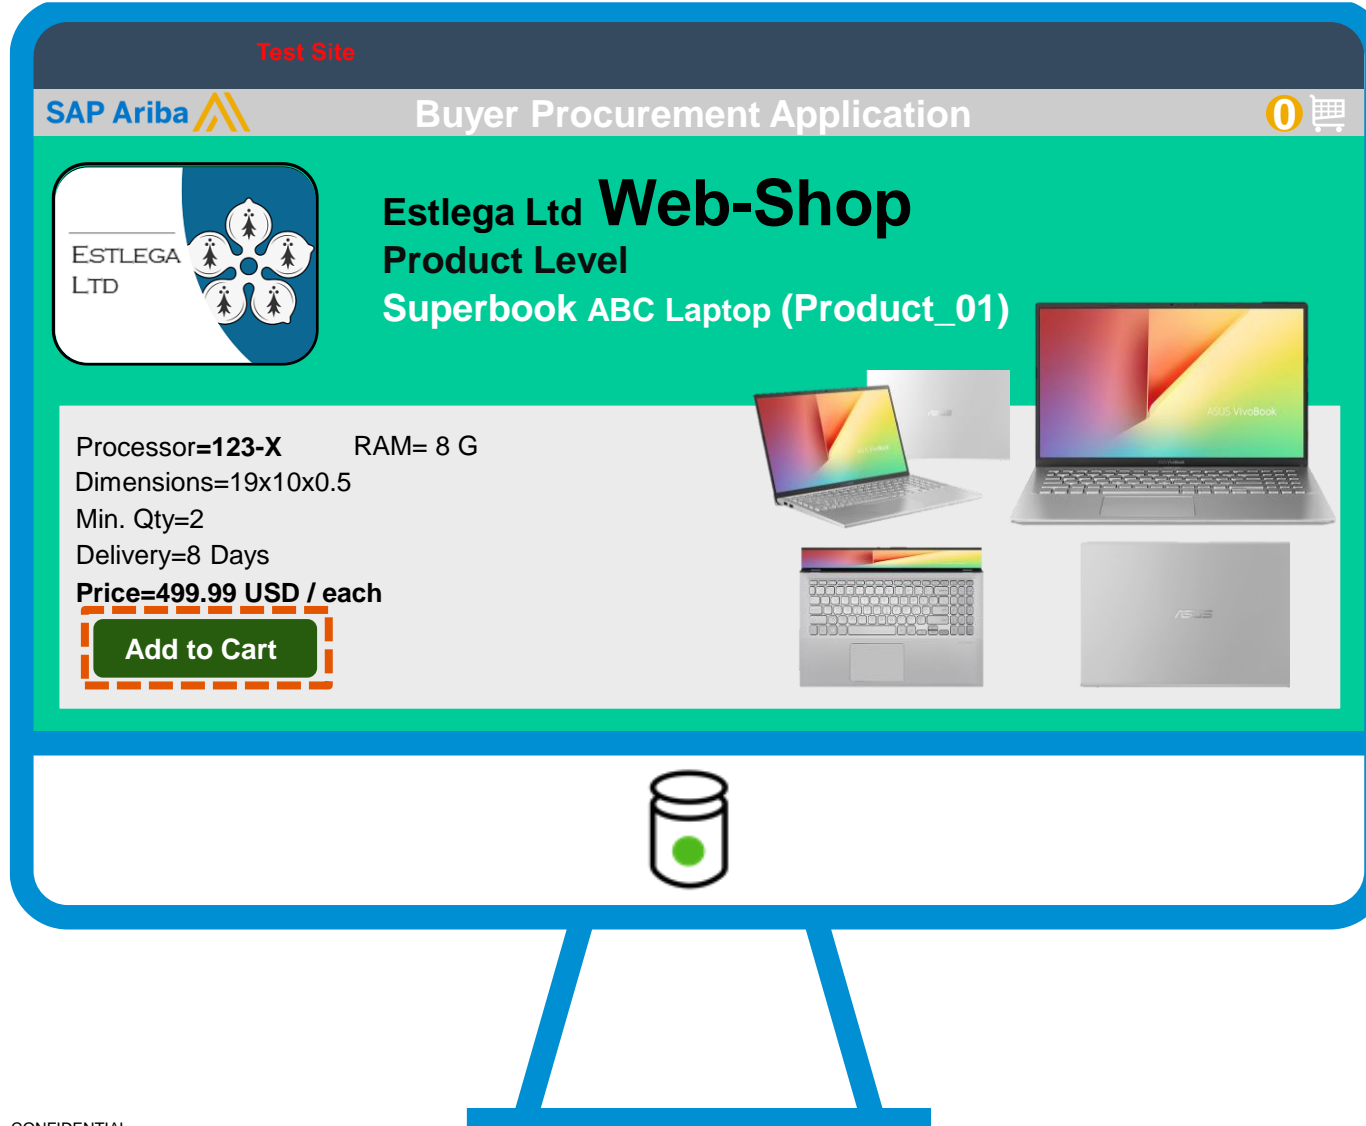 Test Site
SAP Ariba
Buyer Procurement Application
0
ESTLEGA
LTD
Estlega Ltd Web-Shop
Product Level
Superbook ABC Laptop (Product_01)
ASUS VivoBook
Processor=123-X RAM= 8 G
Dimensions=19x10x0.5
Min. Qty=2
Delivery=8 Days
Price=499.99 USD / each
Add to Cart
ASUS
CONFIDENTIAL